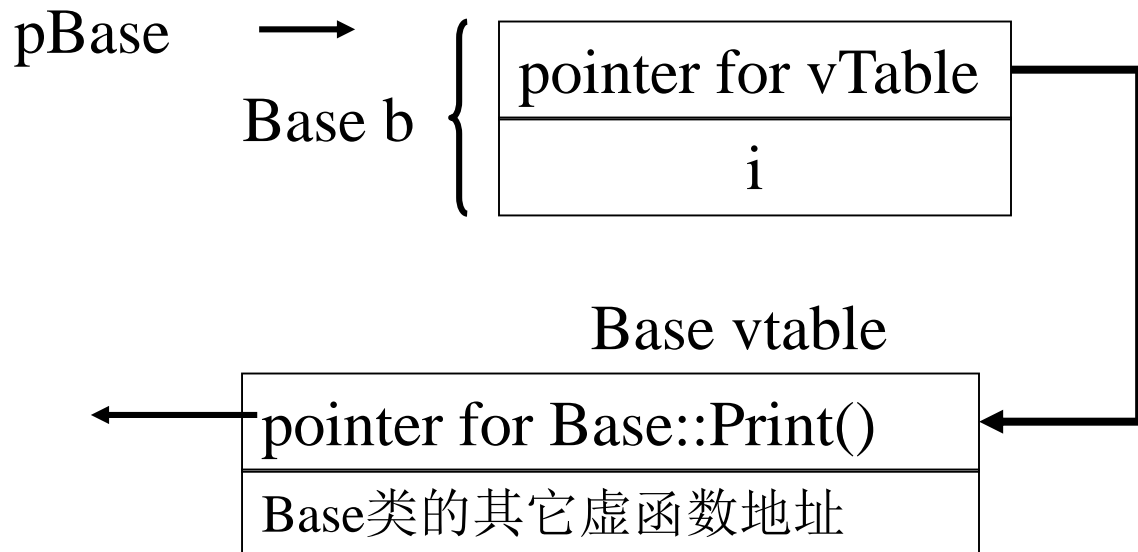 pBase
pointer for vTable
Base b
i
Base vtable
pointer for Base::Print()
Base类的其它虚函数地址